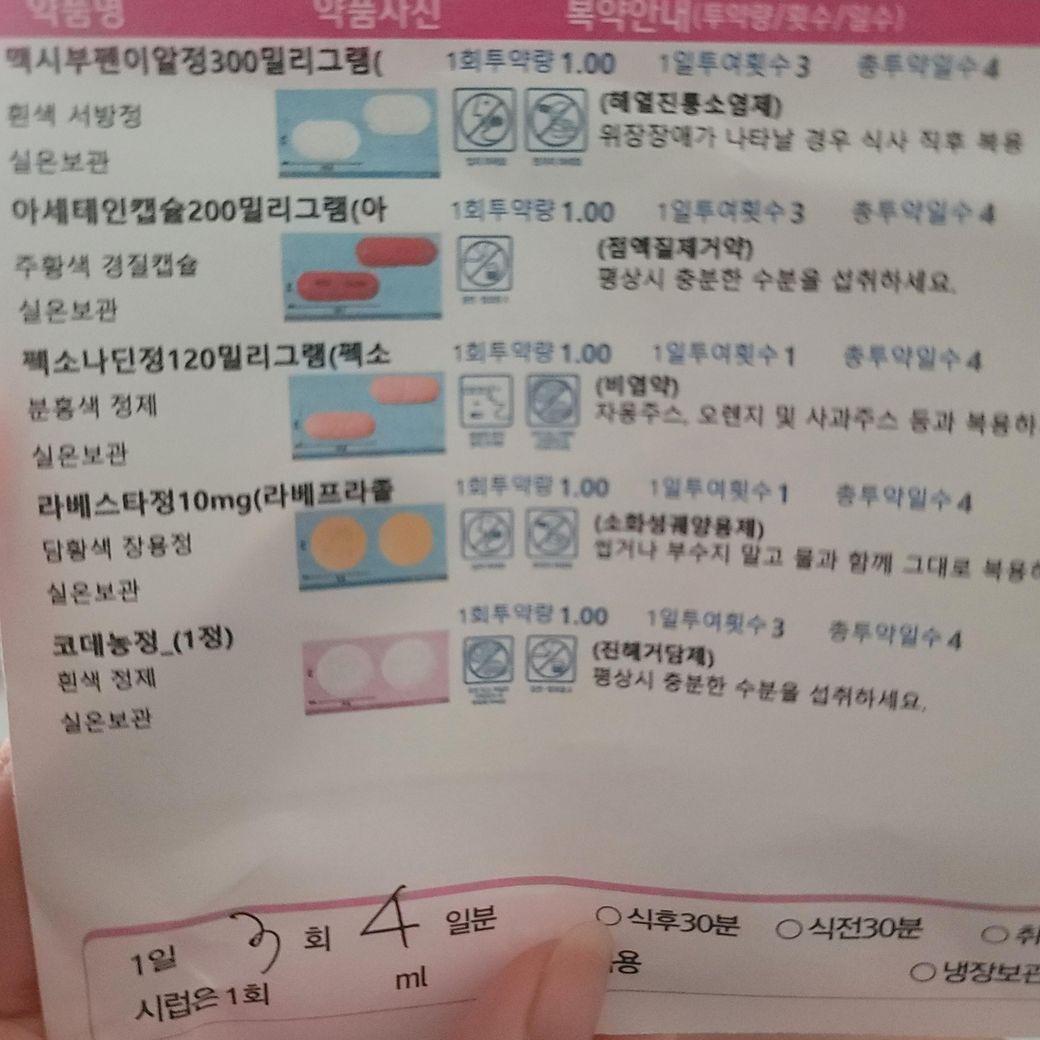 약품명 약품사진 복약안내(투약량/횟수/일수)
맥시부펜이알정300밀리그램( 1회투약량 1.00 1일투여횟수 3 총투약일수 4
흰색 서방정 (해열진통소염제)
실온보관 위장장애가 나타날 경우 식사 직후 복용
아세테인캡슐200밀리그램(아 1회투약량 1.00 1일투여횟수 3 총투약일수 4
주황색 경질캡슐 (점액질제거약)
실온보관 평상시 충분한 수분을 섭취하세요.
펙소나딘정120밀리그램(펙소 1회투약량 1.00 1일투여횟수 1 총투약일수 4
분홍색 정제 (비염약)
실온보관 자몽주스, 오렌지 및 사과주스 등과 복용하
라베스타정10mg(라베프라졸 1회투약량 1.00 1일투여횟수 1 총투약일수 4
담황색 장용정 (소화성궤양용제)
실온보관 씹거나 부수지 말고 물과 함께 그대로 복용하
코데농정_(1정) 1회투약량 1.00 1일투여횟수 3 총투약일수 4
흰색 정제 (진해거담제)
실온보관 평상시 충분한 수분을 섭취하세요.
1일 3 회 4 일분 ○ 식후30분 ○ 식전30분 ○ 취
시럽은 1회 ml 용 ○ 냉장보관